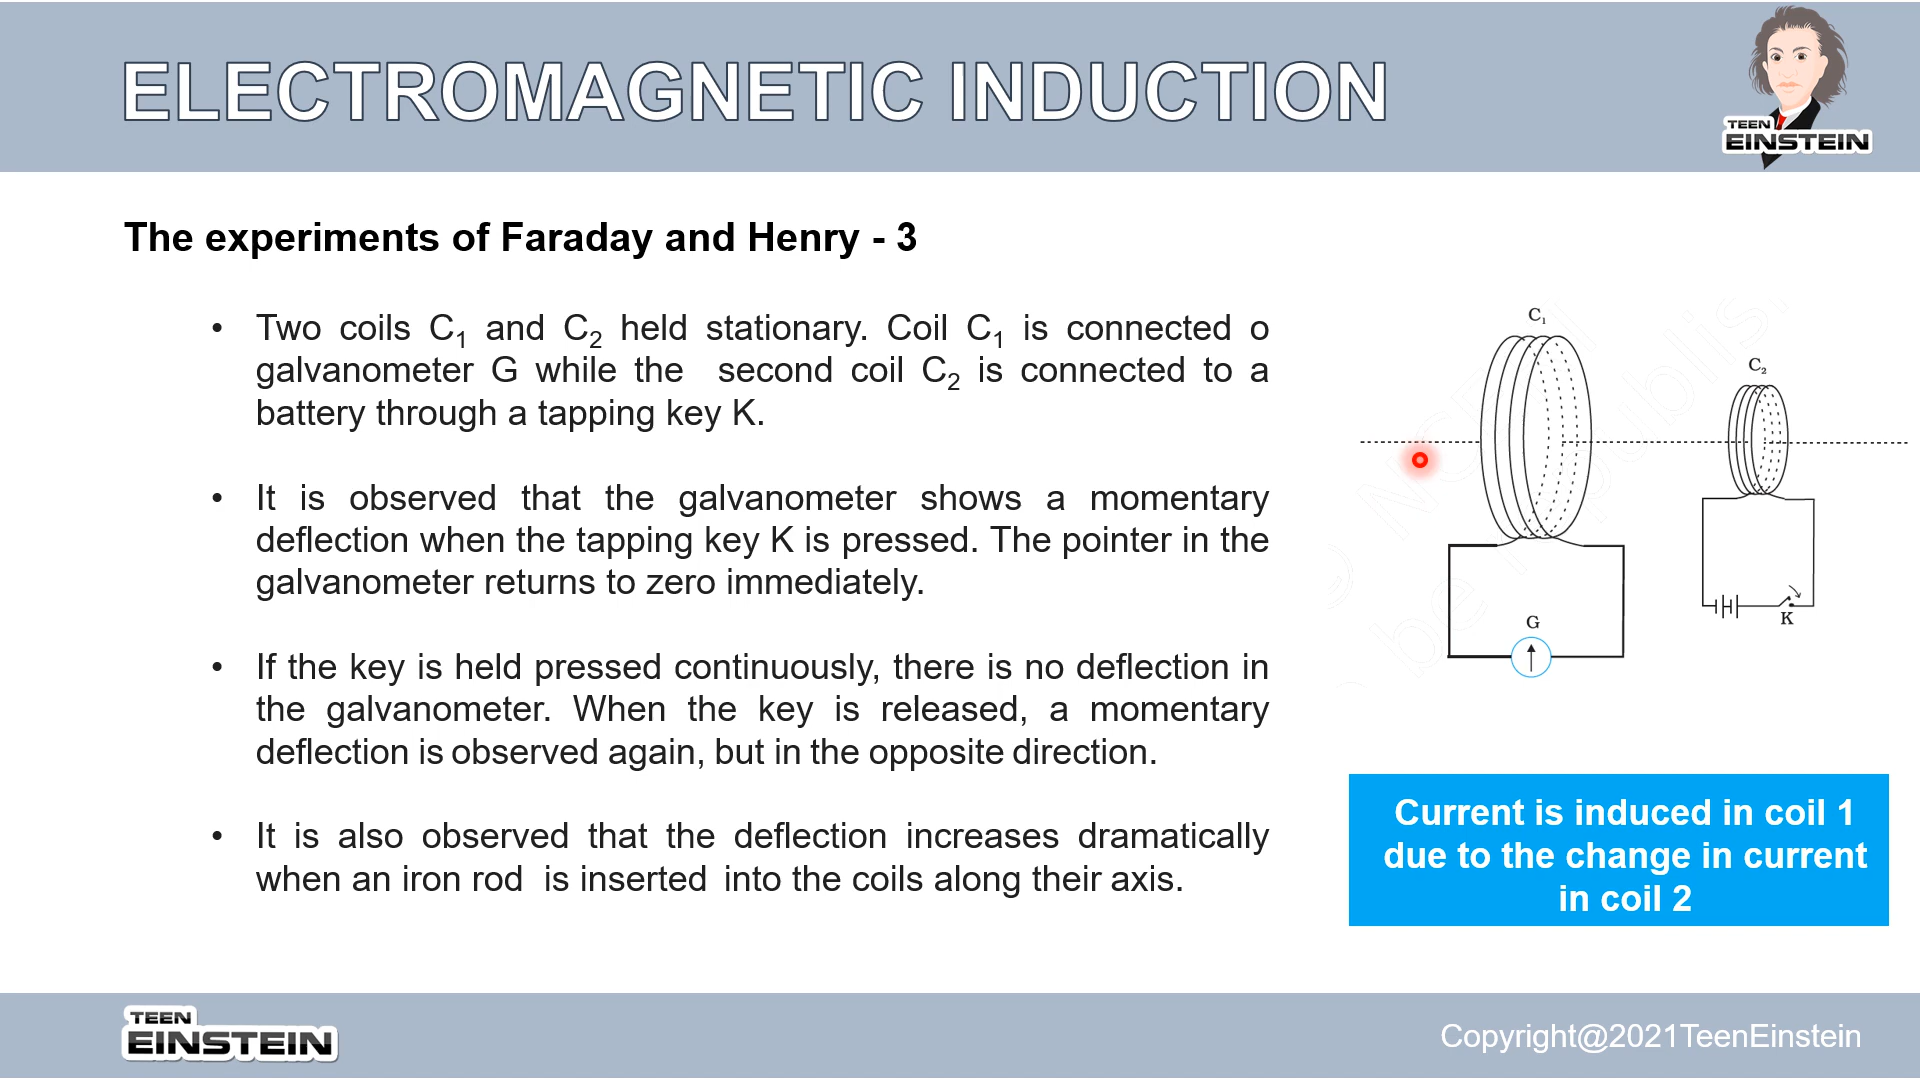 ELECTROMAGNETIC INDUCTION
TEEN
EINSTEIN
The experiments of Faraday and Henry - 3
• Two coils C₁ and C₂ held stationary. Coil C₁ is connected o
galvanometer G while the second coil C₂ is connected to a
battery through a tapping key K.
• It is observed that the galvanometer shows a momentary
deflection when the tapping key K is pressed. The pointer in the
galvanometer returns to zero immediately.
• If the key is held pressed continuously, there is no deflection in
the galvanometer. When the key is released, a momentary
deflection is observed again, but in the opposite direction.
• It is also observed that the deflection increases dramatically
when an iron rod is inserted into the coils along their axis.
C₁
C₂
G
K
Current is induced in coil 1
due to the change in current
in coil 2
TEEN
EINSTEIN
Copyright@2021TeenEinstein